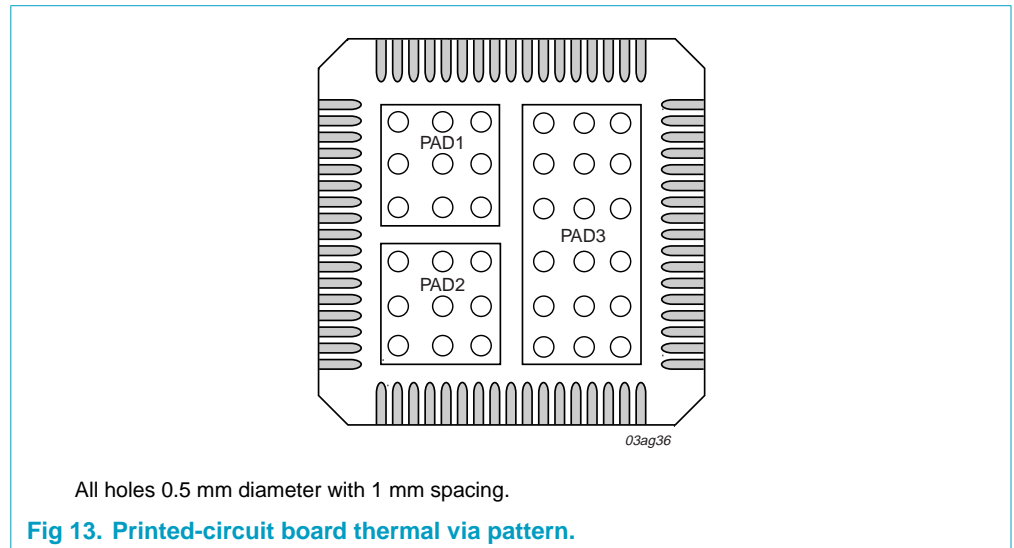 PAD1
PAD3
PAD2
03ag36
All holes 0.5 mm diameter with 1 mm spacing.
Fig 13. Printed-circuit board thermal via pattern.